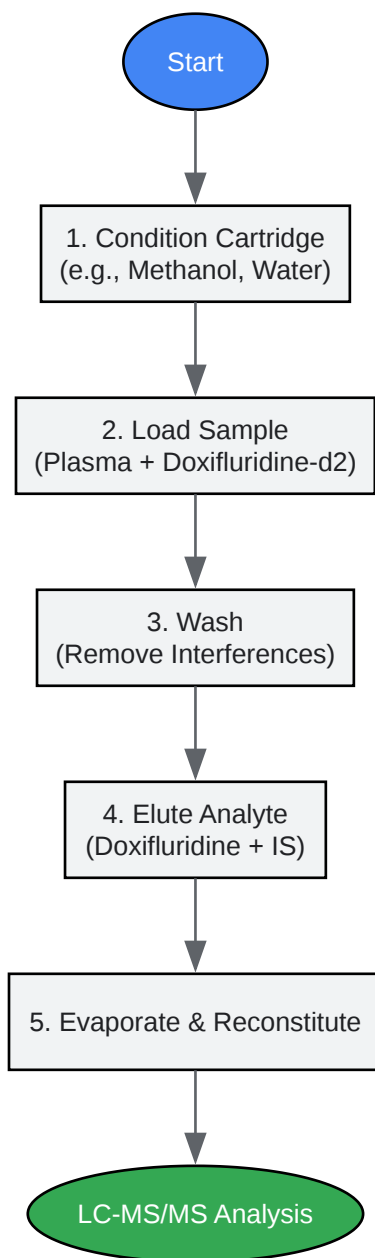 Start
1. Condition Cartridge
(e.g., Methanol, Water)
2. Load Sample
(Plasma + Doxifluridine-d2)
3. Wash
(Remove Interferences)
4. Elute Analyte
(Doxifluridine + IS)
5. Evaporate & Reconstitute
LC-MS/MS Analysis